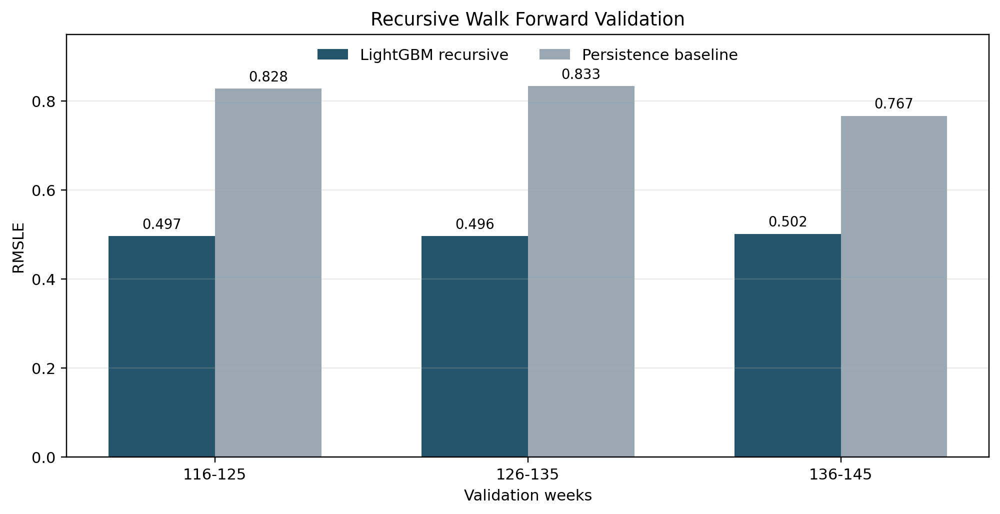 Recursive Walk Forward Validation
LightGBM recursive
Persistence baseline
0.828
0.833
0.767
0.497
0.496
0.502
RMSLE
0.8
0.6
0.4
0.2
0.0
116-125
126-135
136-145
Validation weeks